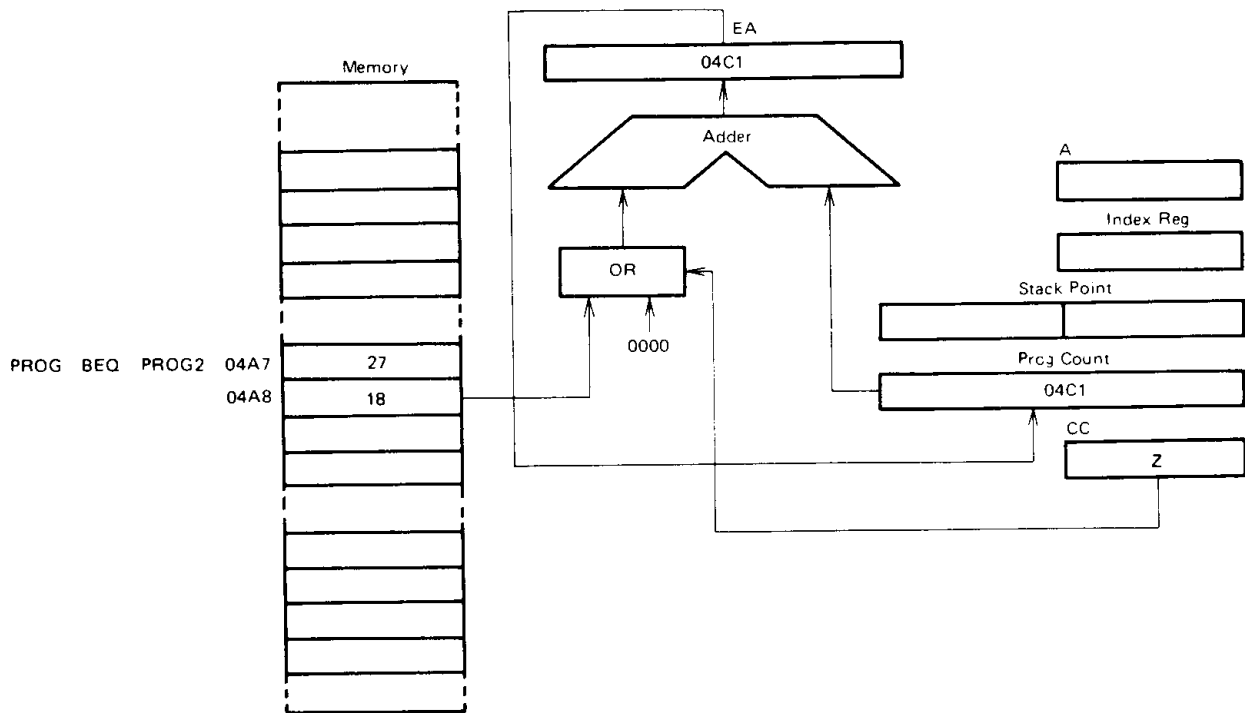 EA
04C1
Memory
Adder
A
Index Reg
OR
Stack Point
0000
Prog Count
PROG BEQ PROG2 04A7 27
04A8 18
04C1
CC
Z